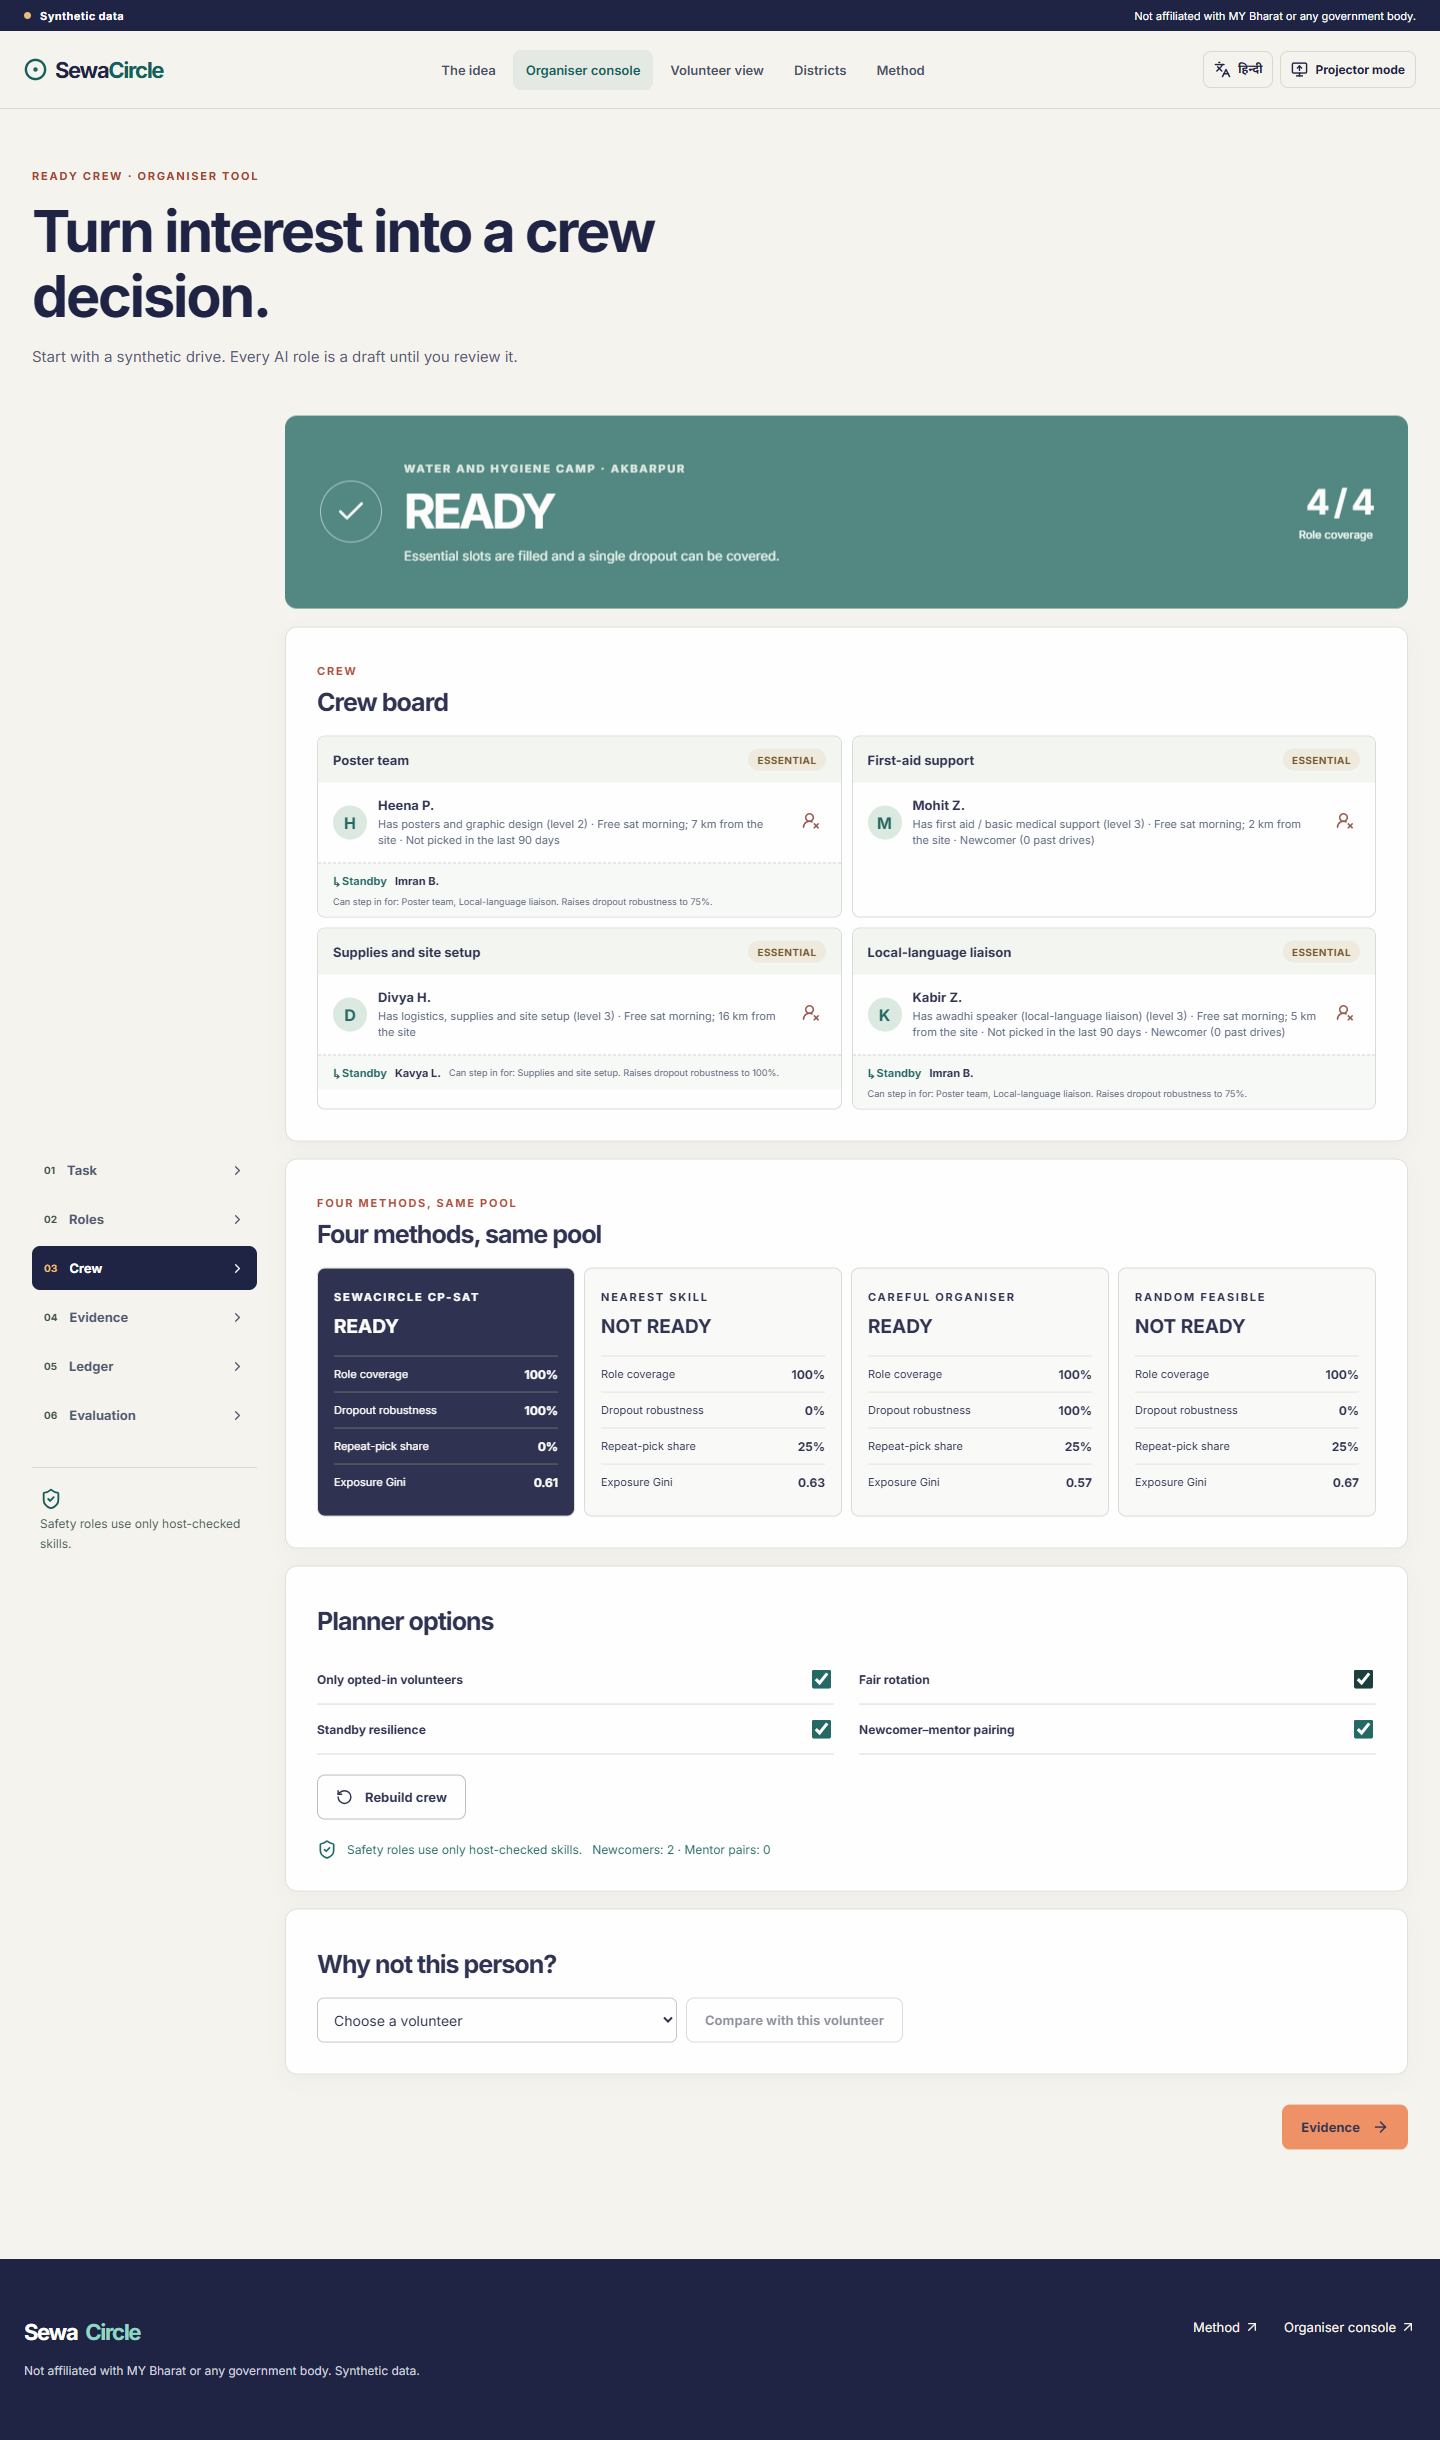 Synthetic data
Not affiliated with MY Bharat or any government body.
SewaCircle
The idea
Organiser console
Volunteer view
Districts
Method
हिन्दी
Projector mode
READY CREW · ORGANISER TOOL
Turn interest into a crew
decision.
Start with a synthetic drive. Every AI role is a draft until you review it.
WATER AND HYGIENE CAMP · AKBARPUR
READY
Essential slots are filled and a single dropout can be covered.
4/4
Role coverage
CREW
Crew board
Poster team
ESSENTIAL
H
Heena P.
Has posters and graphic design (level 2) · Free sat morning; 7 km from the
site · Not picked in the last 90 days
↳ Standby Imran B.
Can step in for: Poster team, Local-language liaison. Raises dropout robustness to 75%.
First-aid support
ESSENTIAL
M
Mohit Z.
Has first aid / basic medical support (level 3) · Free sat morning; 2 km from
the site · Newcomer (0 past drives)
Supplies and site setup
ESSENTIAL
D
Divya H.
Has logistics, supplies and site setup (level 3) · Free sat morning; 16 km from
the site
↳ Standby Kavya L. Can step in for: Supplies and site setup. Raises dropout robustness to 100%.
Local-language liaison
ESSENTIAL
K
Kabir Z.
Has awadhi speaker (local-language liaison) (level 3) · Free sat morning; 5 km
from the site · Not picked in the last 90 days · Newcomer (0 past drives)
↳ Standby Imran B.
Can step in for: Poster team, Local-language liaison. Raises dropout robustness to 75%.
01 Task
02 Roles
03 Crew
04 Evidence
05 Ledger
06 Evaluation
Safety roles use only host-checked
skills.
FOUR METHODS, SAME POOL
Four methods, same pool
SEWACIRCLE CP-SAT
READY
Role coverage 100%
Dropout robustness 100%
Repeat-pick share 0%
Exposure Gini 0.61
NEAREST SKILL
NOT READY
Role coverage 100%
Dropout robustness 0%
Repeat-pick share 25%
Exposure Gini 0.63
CAREFUL ORGANISER
READY
Role coverage 100%
Dropout robustness 100%
Repeat-pick share 25%
Exposure Gini 0.57
RANDOM FEASIBLE
NOT READY
Role coverage 100%
Dropout robustness 0%
Repeat-pick share 25%
Exposure Gini 0.67
Planner options
Only opted-in volunteers
Fair rotation
Standby resilience
Newcomer–mentor pairing
Rebuild crew
Safety roles use only host-checked skills. Newcomers: 2 · Mentor pairs: 0
Why not this person?
Choose a volunteer
Compare with this volunteer
Evidence
Sewa Circle
Method
Organiser console
Not affiliated with MY Bharat or any government body. Synthetic data.